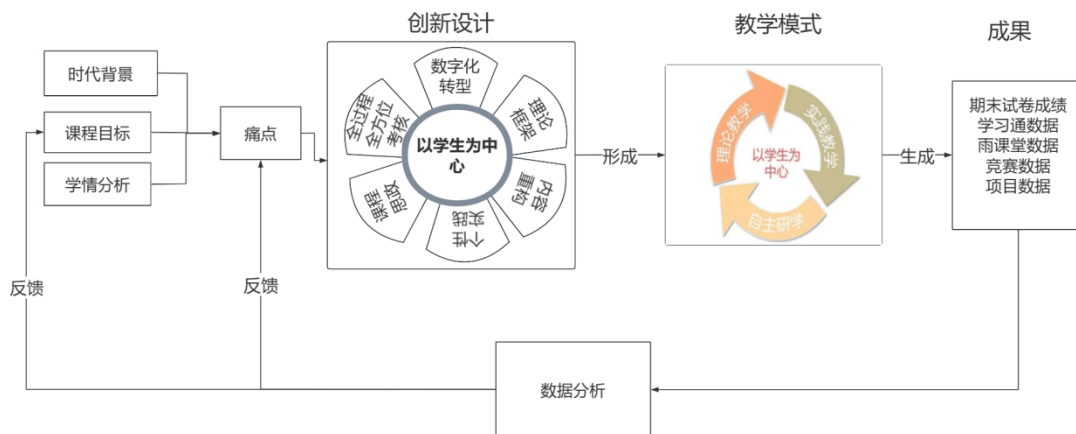 创新设计
教学模式
成果
时代背景
课程目标
学情分析
痛点
数字化
转型
理论
框架
内容
重构
个性
实践
课程
思政
全过程
全方位
考核
以学生为中
心
形成
理论教学
实践教学
自主研学
以学生为
中心
生成
期末试卷成绩
学习通数据
雨课堂数据
竞赛数据
项目数据
反馈
反馈
数据分析